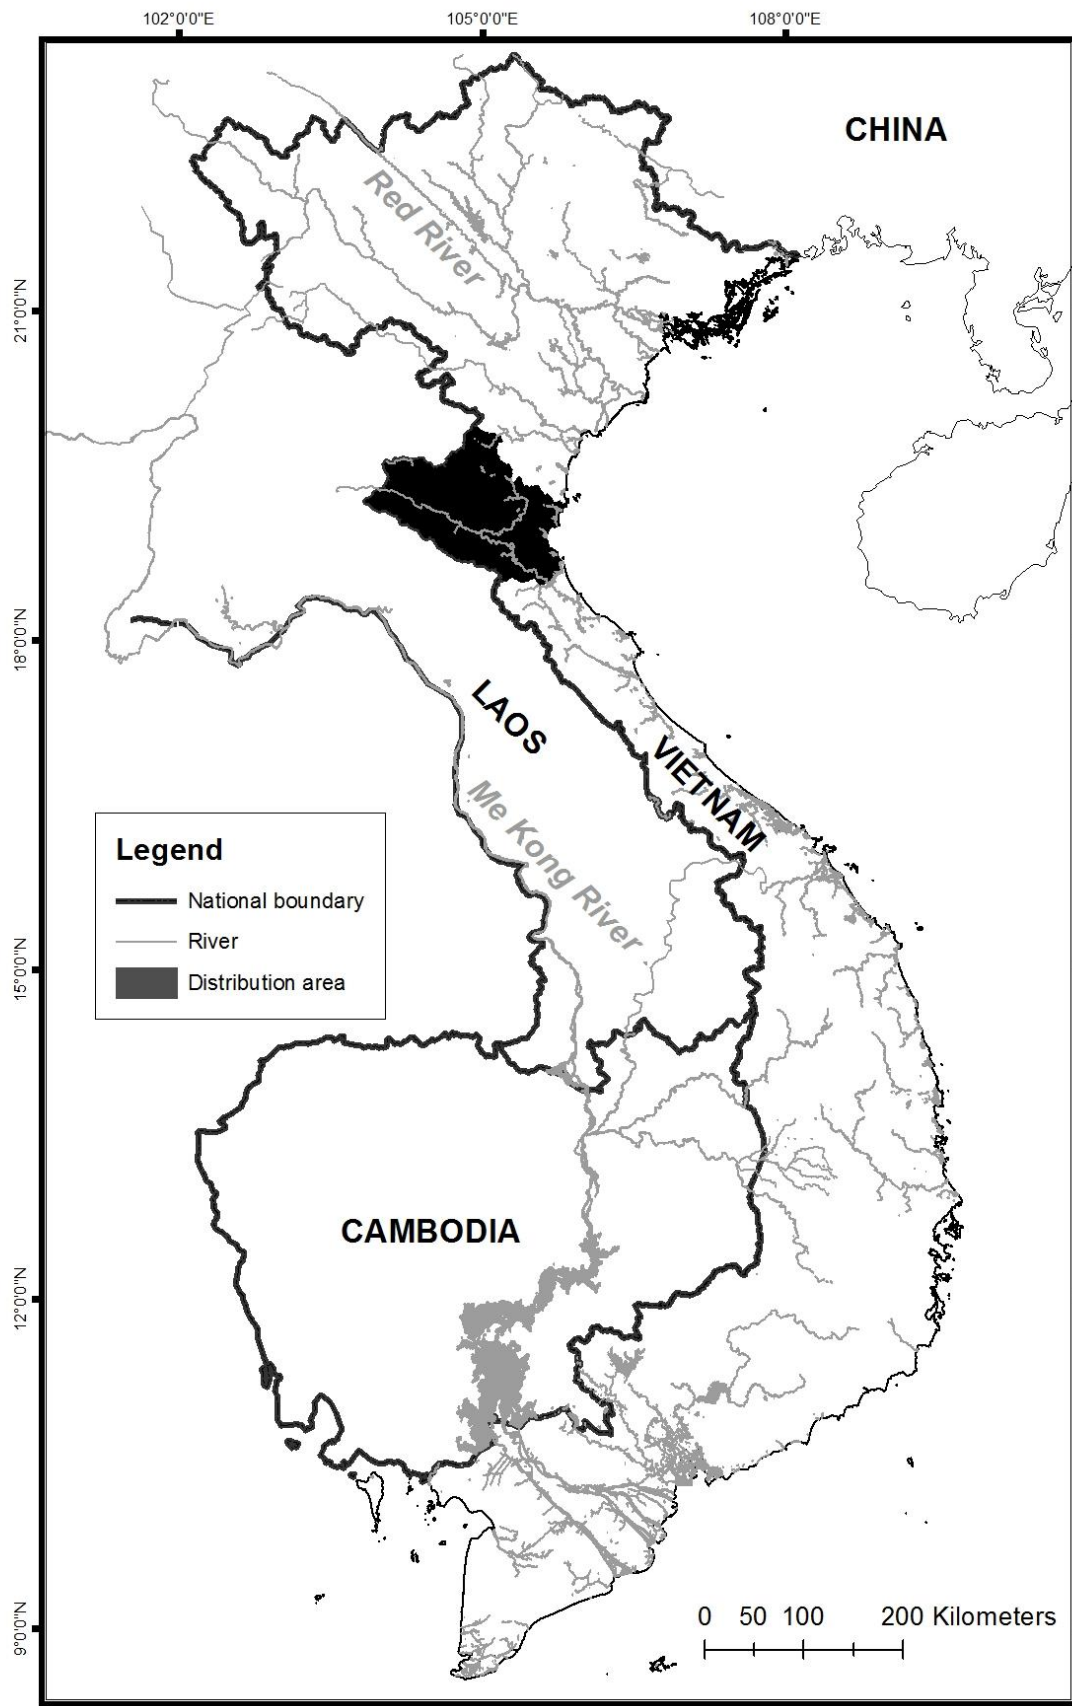 102°0'0"E
105°0'0"E
108°0'0"E
CHINA
Red River
21°0'0"N
18°0'0"N
LAOS
VIETNAM
Me Kong River
Legend
National boundary
River
Distribution area
15°0'0"N
CAMBODIA
12°0'0"N
0 50 100 200 Kilometers
9°0'0"N